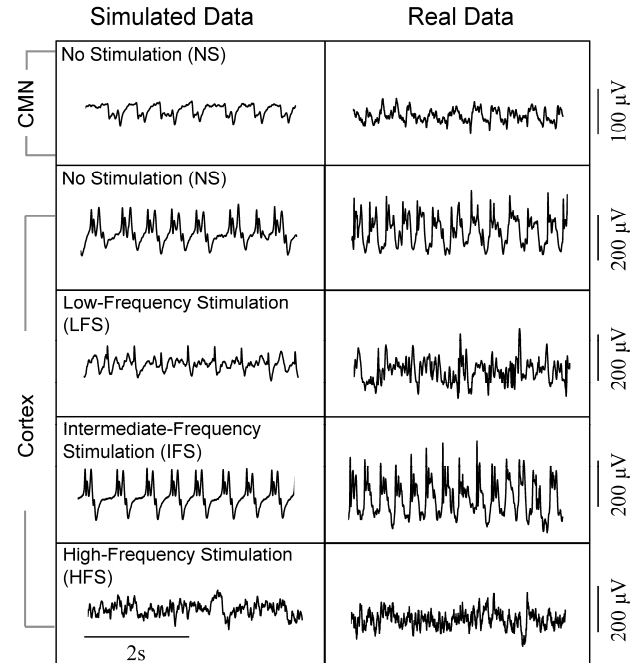 Simulated Data
Real Data
CMN
No Stimulation (NS)
100 μV
Cortex
No Stimulation (NS)
200 μV
Low-Frequency Stimulation
(LFS)
200 μV
Intermediate-Frequency
Stimulation (IFS)
200 μV
High-Frequency Stimulation
(HFS)
200 μV
2s